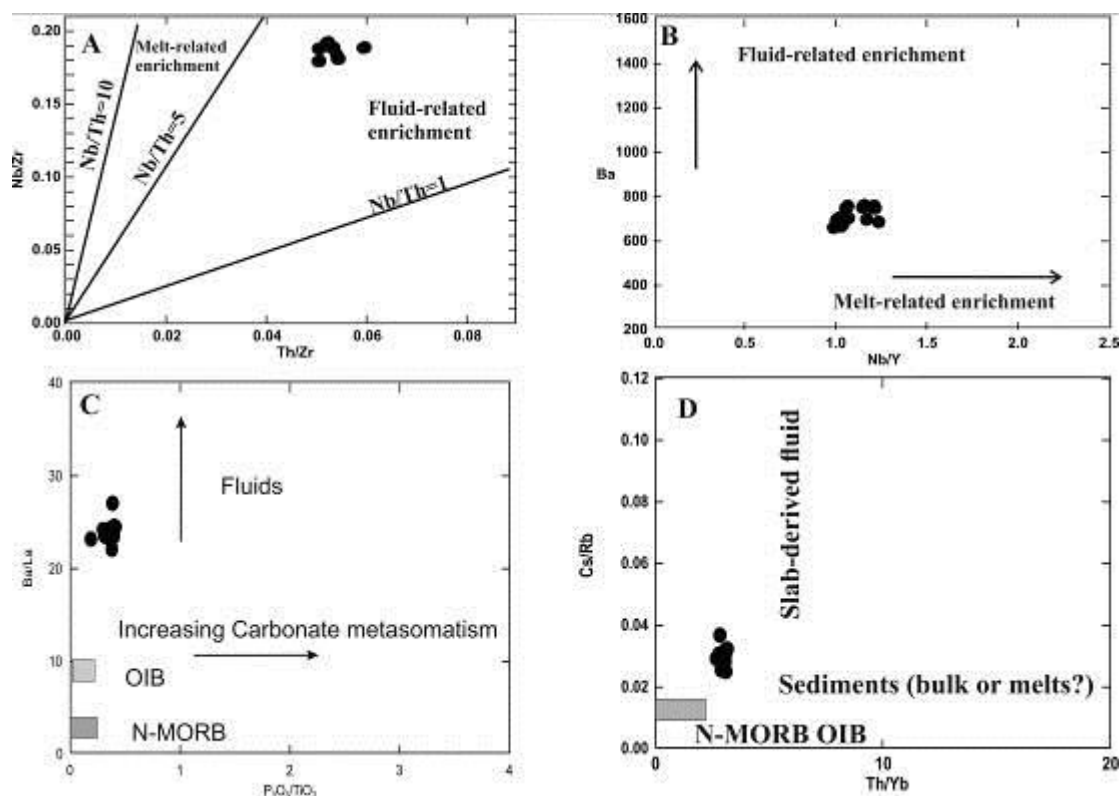 A
Melt-related
enrichment
Nb/Th=10
Nb/Th=5
Fluid-related
enrichment
Nb/Th=1
Nb/Zr
0.20
0.15
0.10
0.05
0.00
0.00
0.02
0.04
0.06
0.08
Th/Zr
B
Fluid-related enrichment
Melt-related enrichment
Ba
1600
1400
1200
1000
800
600
400
200
0.0
0.5
1.0
1.5
2.0
2.5
Nb/Y
C
Fluids
Increasing Carbonate metasomatism
OIB
N-MORB
Ba/La
40
30
20
10
0
0
1
2
3
4
P₂O₅/TiO₂
D
Slab-derived fluid
Sediments (bulk or melts?)
N-MORB OIB
Cs/Rb
0.12
0.10
0.08
0.06
0.04
0.02
0.00
0
10
20
Th/Yb